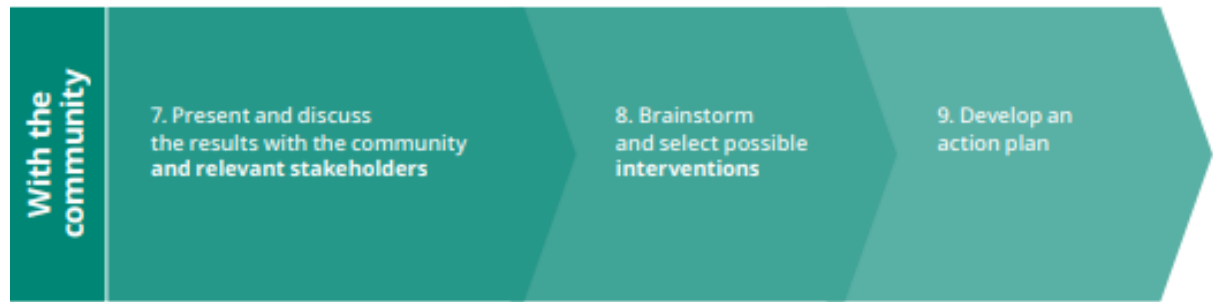 With the
community
7. Present and discuss
the results with the community
and relevant stakeholders
8. Brainstorm
and select possible
interventions
9. Develop an
action plan